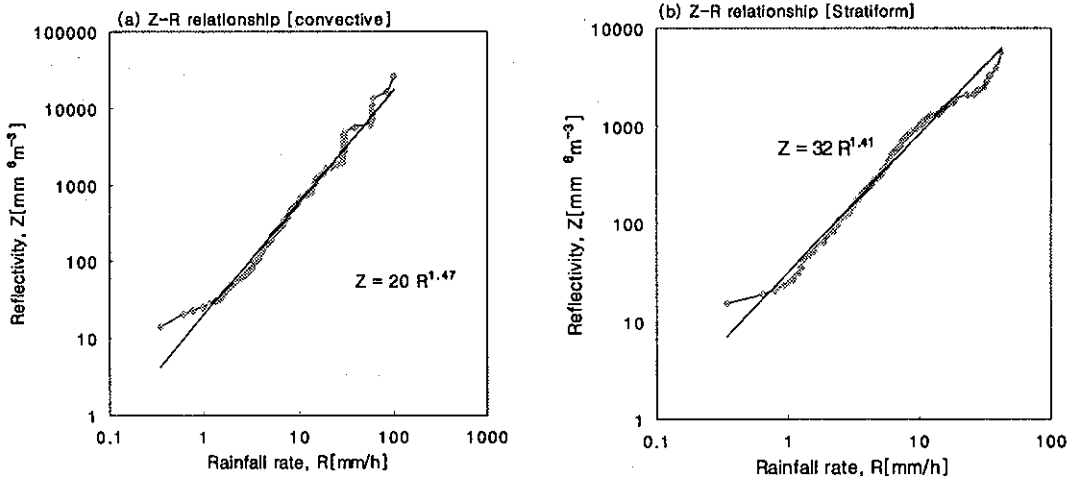 (a) Z-R relationship [convective]
100000
10000
1000
100
10
1
0.1
1
10
100
1000
Reflectivity, Z[mm ⁶m⁻³]
Rainfall rate, R[mm/h]
Z = 20 R¹·⁴⁷
(b) Z-R relationship [Stratiform]
10000
1000
100
10
1
0.1
1
10
100
Reflectivity, Z[mm ⁶m⁻³]
Rainfall rate, R[mm/h]
Z = 32 R¹·⁴¹